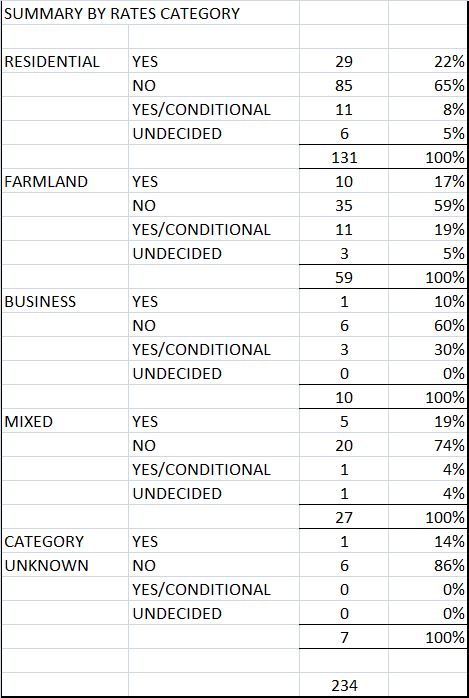 SUMMARY BY RATES CATEGORY
RESIDENTIAL YES 29 22%
NO 85 65%
YES/CONDITIONAL 11 8%
UNDECIDED 6 5%
131 100%
FARMLAND YES 10 17%
NO 35 59%
YES/CONDITIONAL 11 19%
UNDECIDED 3 5%
59 100%
BUSINESS YES 1 10%
NO 6 60%
YES/CONDITIONAL 3 30%
UNDECIDED 0 0%
10 100%
MIXED YES 5 19%
NO 20 74%
YES/CONDITIONAL 1 4%
UNDECIDED 1 4%
27 100%
CATEGORY YES 1 14%
UNKNOWN NO 6 86%
YES/CONDITIONAL 0 0%
UNDECIDED 0 0%
7 100%
234